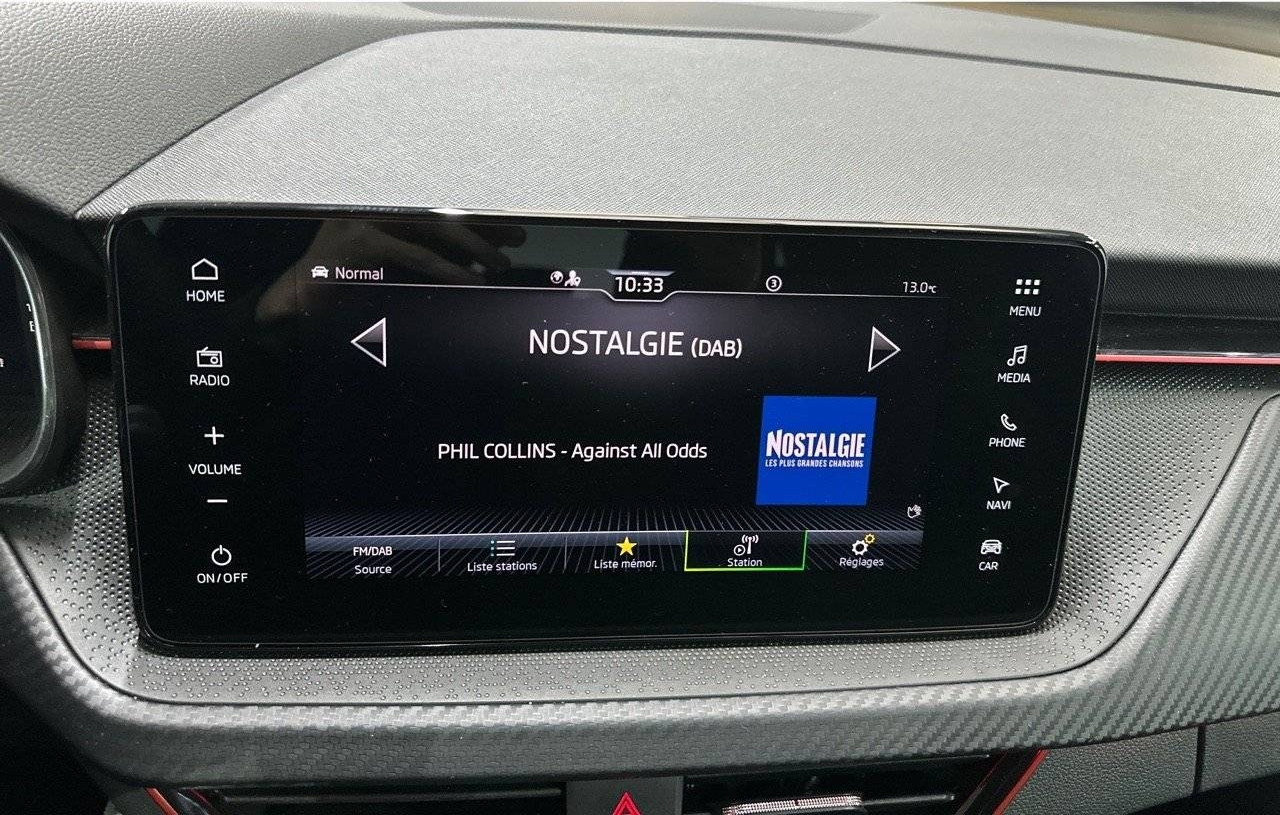 Normal
10:33
3
13.0°C
HOME
RADIO
+
VOLUME
−
ON/OFF
NOSTALGIE (DAB)
PHIL COLLINS - Against All Odds
NOSTALGIE
LES PLUS GRANDES CHANSONS
FM/DAB
Source
Liste stations
Liste mémor.
Station
Réglages
MENU
MEDIA
PHONE
NAVI
CAR